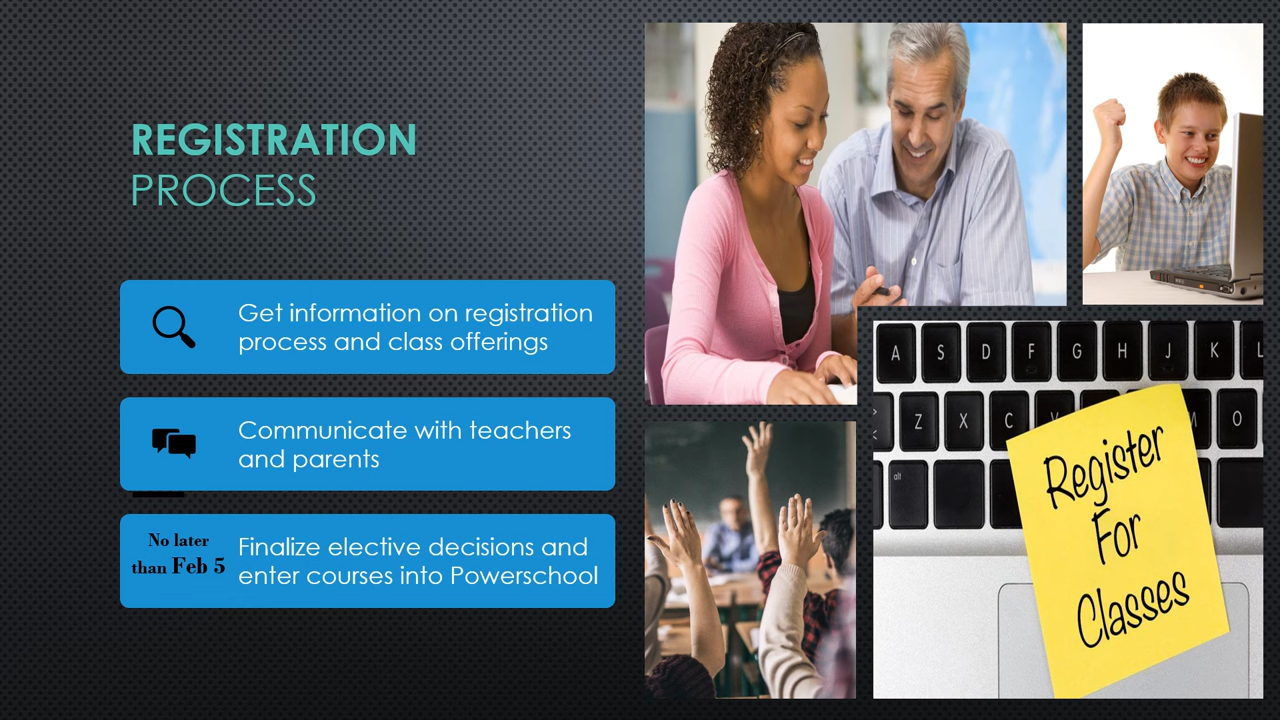 REGISTRATION
PROCESS
Get information on registration
process and class offerings
Communicate with teachers
and parents
No later
than Feb 5
Finalize elective decisions and
enter courses into Powerschool
A S D F G H J K L
Z X C V M O
alt
Register
For
Classes